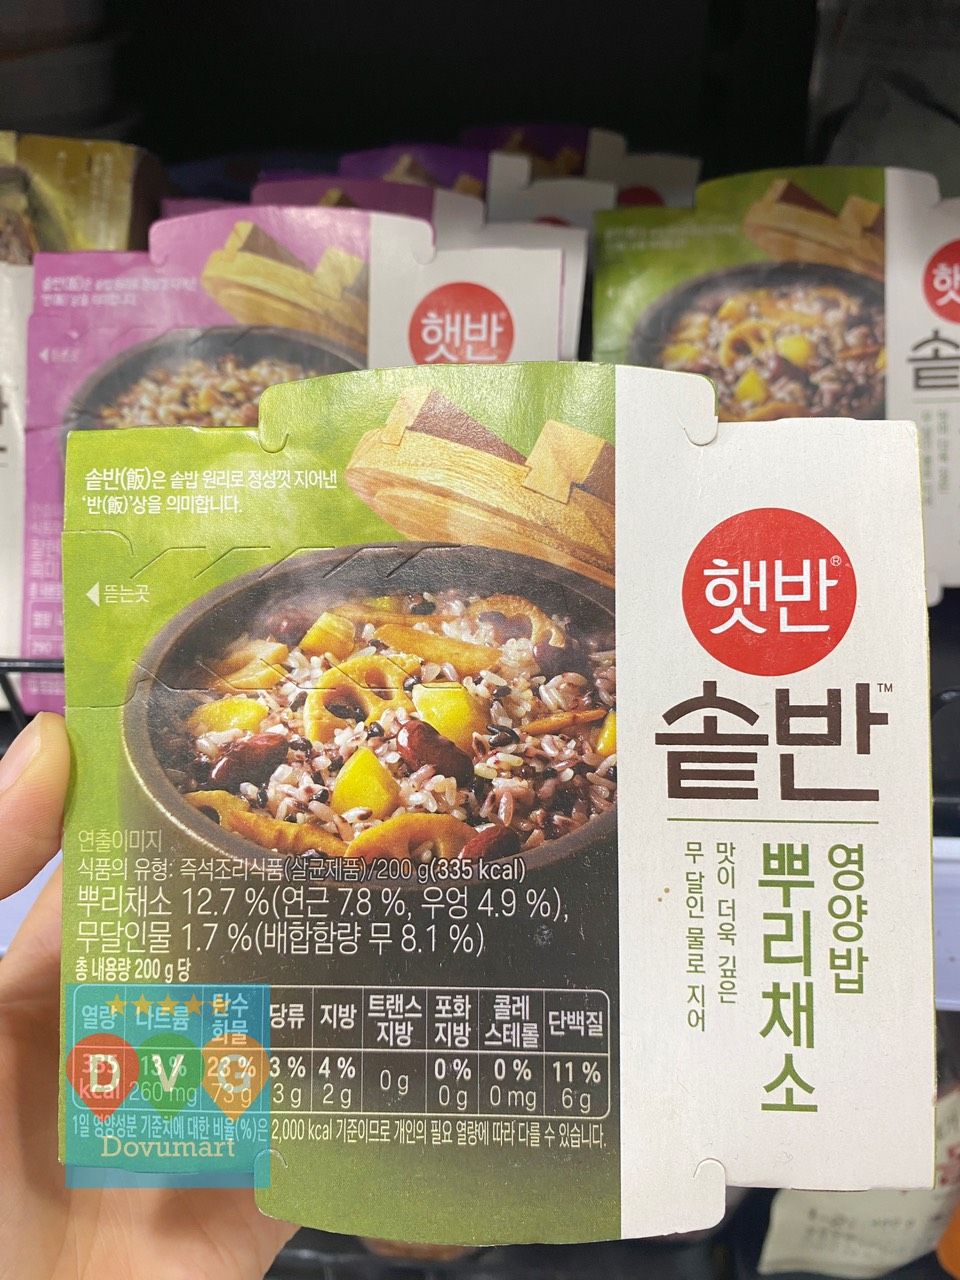 햇반®
솥반(飯)은 솥밥 원리로 정성껏 지어낸
'반(飯)'상을 의미합니다.
◀뜯는곳
햇반®
솥반™
영양밥
뿌리채소
맛이 더욱 깊은
무 달인 물로 지어
연출이미지
식품의 유형: 즉석조리식품(살균제품)/200 g(335 kcal)
뿌리채소 12.7 %(연근 7.8 %, 우엉 4.9 %),
무달인물 1.7 %(배합함량 무 8.1 %)
총 내용량 200 g 당
열량 나트륨 탄수화물 당류 지방 트랜스지방 포화지방 콜레스테롤 단백질
335 13 % 23 % 3 % 4 % 0 g 0 % 0 % 11 %
kcal 260 mg 73 g 3 g 2 g 0 g 0 mg 6 g
1일 영양성분 기준치에 대한 비율(%)은 2,000 kcal 기준이므로 개인의 필요 열량에 따라 다를 수 있습니다.
D V G
Dovumart